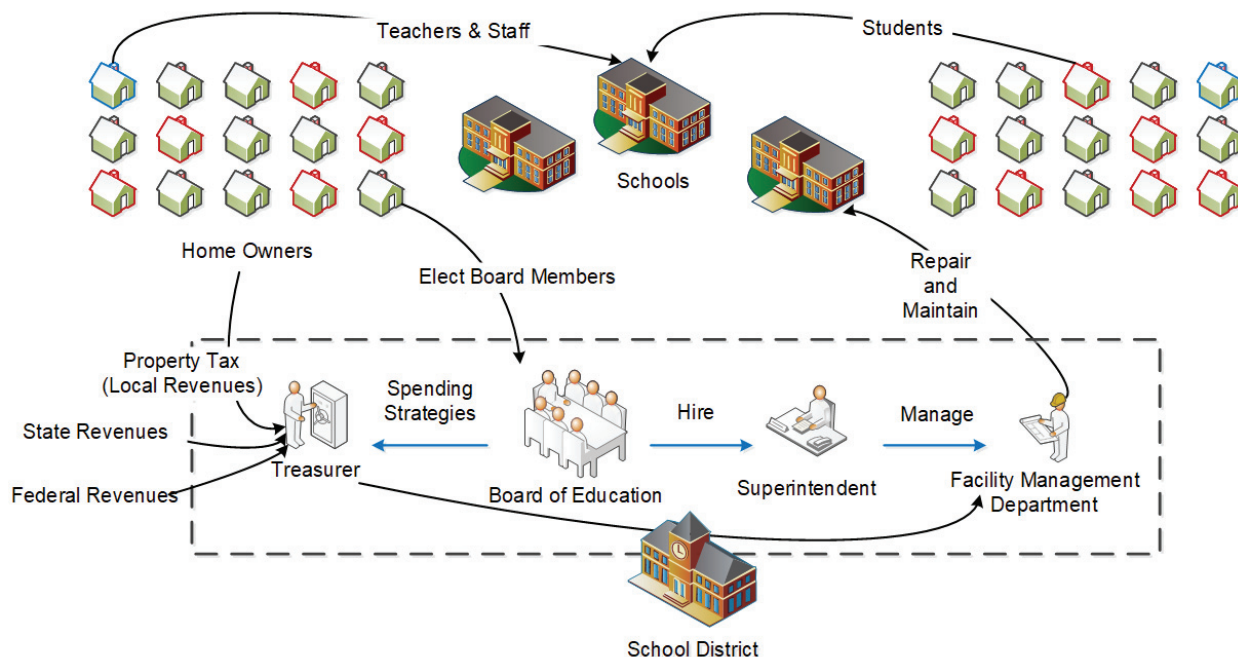 Teachers & Staff
Students
Schools
Home Owners
Elect Board Members
Repair
and
Maintain
Property Tax
(Local Revenues)
Spending
Strategies
Hire
Manage
State Revenues
Treasurer
Federal Revenues
Board of Education
Superintendent
Facility Management
Department
School District